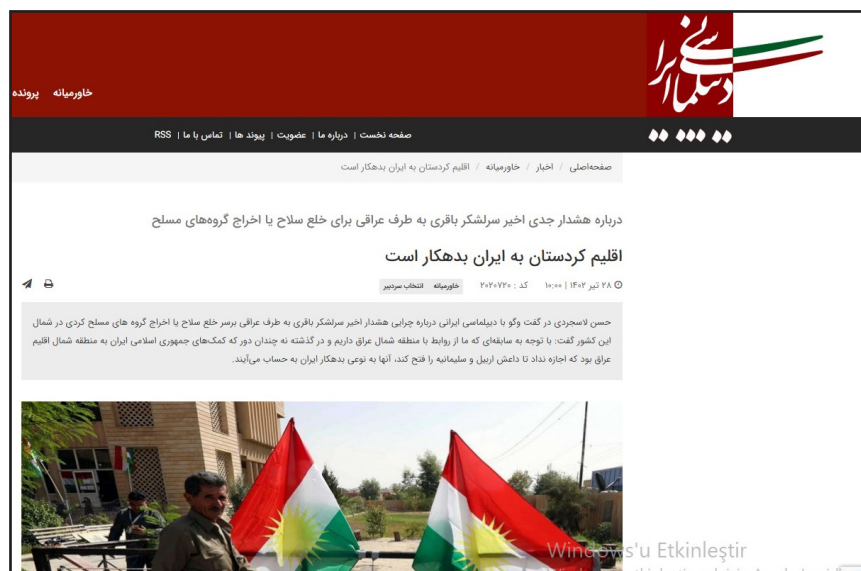 دیپلماسی ایرانی
خاورمیانه پرونده
صفحه نخست | درباره ما | عضویت | پیوند ها | تماس با ما | RSS
صفحه‌اصلی / اخبار / خاورمیانه / اقلیم کردستان به ایران بدهکار است
درباره هشدار جدی اخیر سرلشکر باقری به طرف عراقی برای خلع سلاح یا اخراج گروه‌های مسلح
اقلیم کردستان به ایران بدهکار است
۲۸ تیر ۱۴۰۲ | ۱۰:۰۰ کد : ۲۰۲۰۷۲۰ خاورمیانه انتخاب سردبیر
حسن لاسجردی در گفت وگو با دیپلماسی ایرانی درباره چرایی هشدار اخیر سرلشکر باقری به طرف عراقی برسر خلع سلاح یا اخراج گروه های مسلح کردی در شمال
این کشور گفت: با توجه به سابقه‌ای که ما از روابط با منطقه شمال عراق داریم و در گذشته نه چندان دور که کمک‌های جمهوری اسلامی ایران به منطقه شمال اقلیم
عراق بود که اجازه نداد تا داعش اربیل و سلیمانیه را فتح کند، آنها به نوعی بدهکار ایران به حساب می‌آیند.
Windows'u Etkinleştir